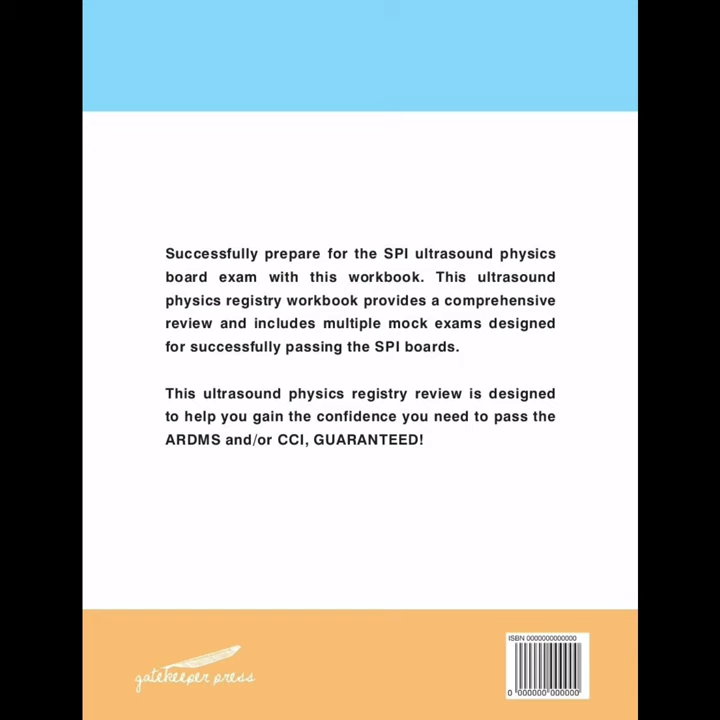 Successfully prepare for the SPI ultrasound physics
board exam with this workbook. This ultrasound
physics registry workbook provides a comprehensive
review and includes multiple mock exams designed
for successfully passing the SPI boards.
This ultrasound physics registry review is designed
to help you gain the confidence you need to pass the
ARDMS and/or CCI, GUARANTEED!
gatekeeper press
ISBN 0000000000000
0 000000 000000